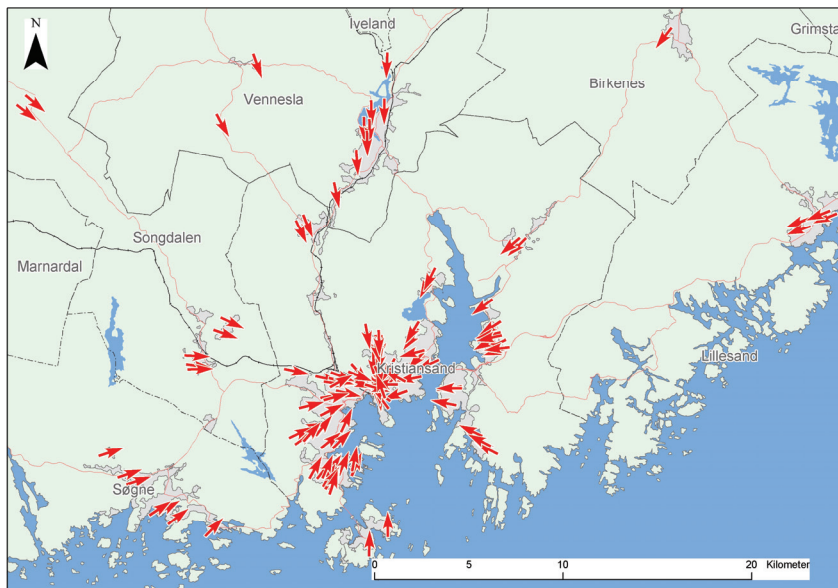 N
Iveland
Grimsta
Birkenes
Vennesla
Songdalen
Marnardal
Kristiansand
Lillesand
Søgne
0 5 10 20 Kilometer